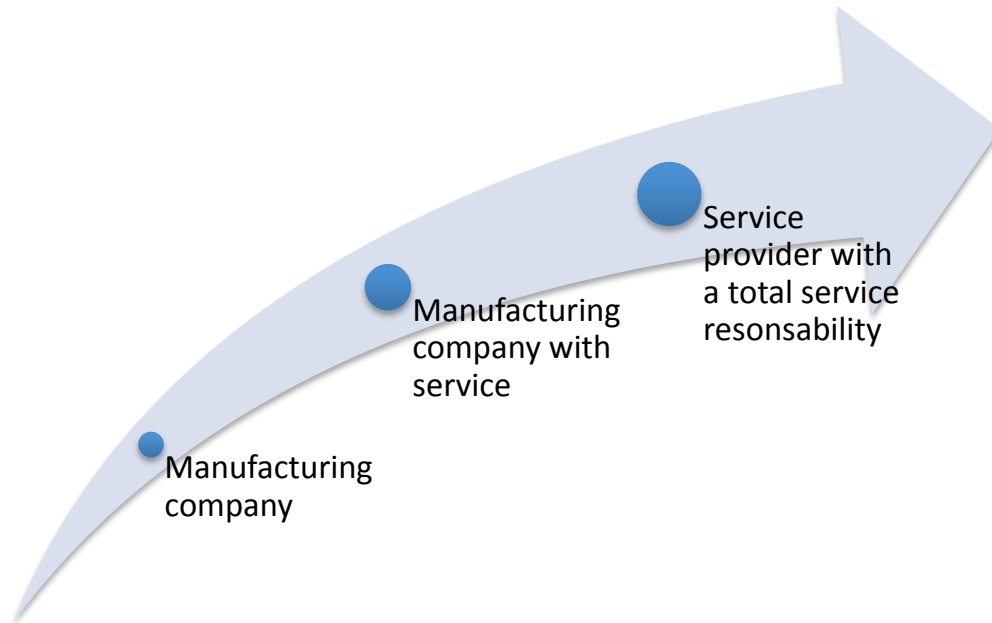 Service
provider with
a total service
resonsability
Manufacturing
company with
service
Manufacturing
company